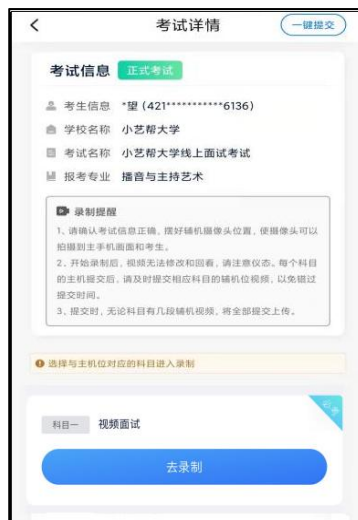 考试详情
一键提交
考试信息 正式考试
考生信息 *望 (421***********6136)
学校名称 小艺帮大学
考试名称 小艺帮大学线上面试考试
报考专业 播音与主持艺术
录制提醒
1、请确认考试信息正确，摆好辅机摄像头位置，使摄像头可以
拍摄到主手机画面和考生。
2、开始录制后，视频无法修改和回看，请注意仪态。每个科目
的主机提交后，请及时提交相应科目的辅机位视频，以免错过
提交时间。
3、提交时，无论科目有几段辅机视频，将全部提交上传。
选择与主机位对应的科目进入录制
科目一 视频面试
去录制